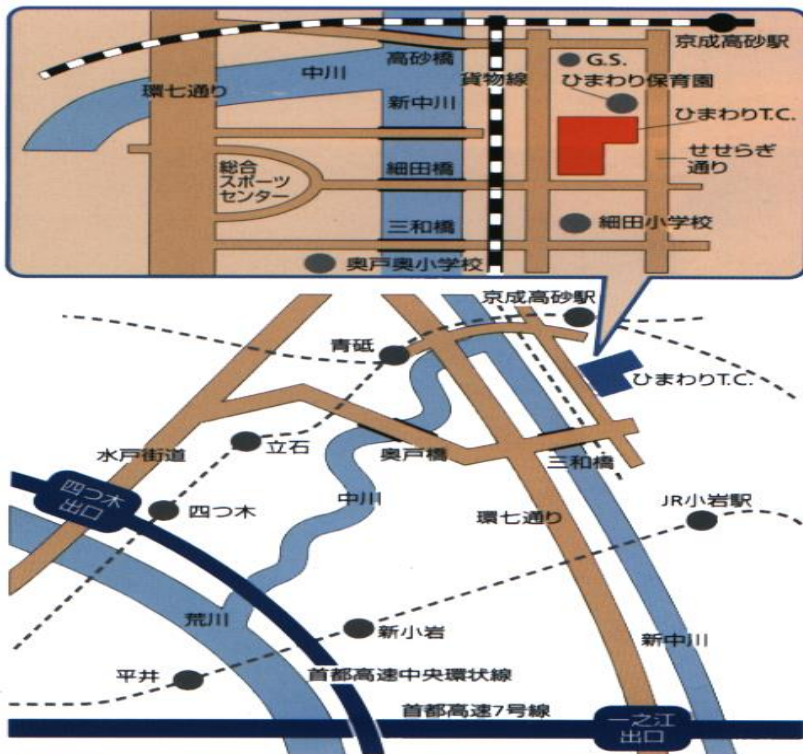 京成高砂駅
高砂橋
G.S.
中川
貨物線
ひまわり保育園
環七通り
新中川
ひまわりT.C.
総合
スポーツ
センター
細田橋
せせらぎ
通り
三和橋
細田小学校
奥戸奥小学校
京成高砂駅
青砥
ひまわりT.C.
水戸街道
立石
奥戸橋
三和橋
四つ木
出口
四つ木
中川
環七通り
JR小岩駅
荒川
新小岩
新中川
平井
首都高速中央環状線
首都高速7号線
一之江
出口